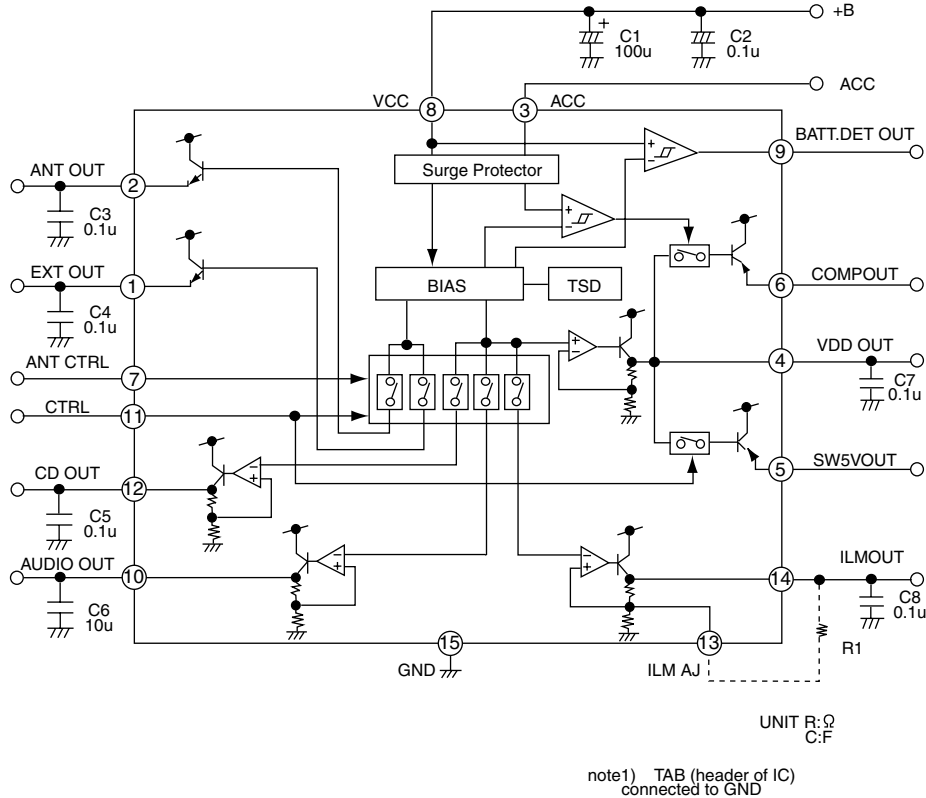 +B
+
C1
100u
C2
0.1u
ACC
VCC
8
3
ACC
BATT.DET OUT
9
+
−
Surge Protector
ANT OUT
2
C3
0.1u
+
−
EXT OUT
1
C4
0.1u
BIAS
TSD
6
COMPOUT
ANT CTRL
7
+
−
4
VDD OUT
C7
0.1u
CTRL
11
CD OUT
12
−
+
C5
0.1u
5
SW5VOUT
AUDIO OUT
10
−
+
C6
10u
−
+
14
ILMOUT
C8
0.1u
R1
15
GND
13
ILM AJ
UNIT R:Ω
C:F
note1) TAB (header of IC)
connected to GND